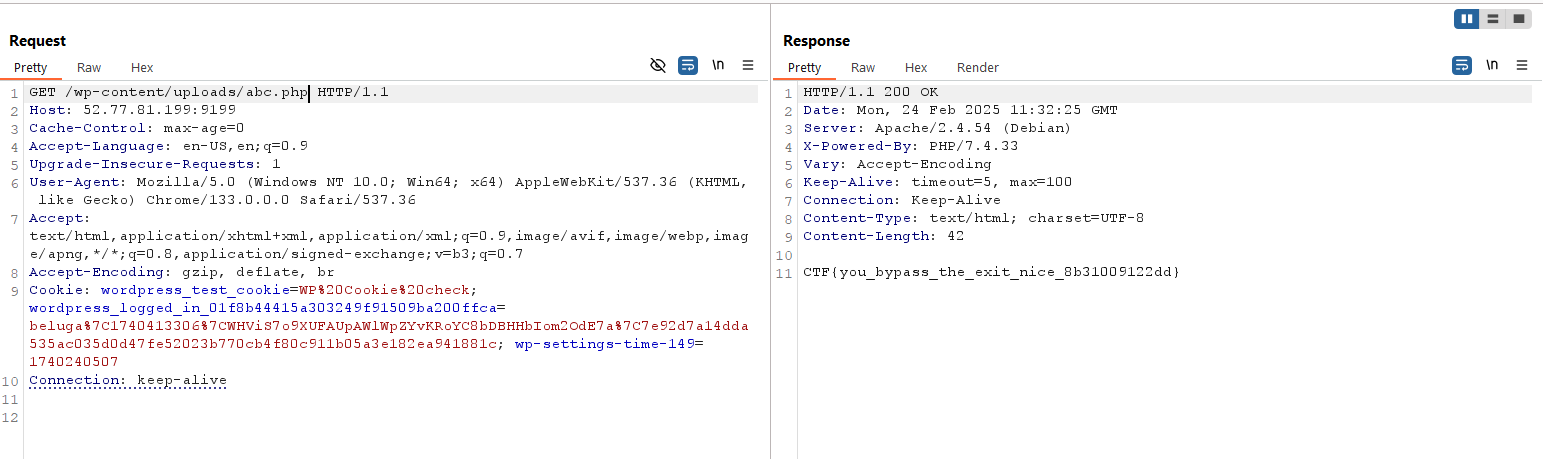 Request
Pretty Raw Hex
\n
1 GET /wp-content/uploads/abc.php HTTP/1.1
2 Host: 52.77.81.199:9199
3 Cache-Control: max-age=0
4 Accept-Language: en-US,en;q=0.9
5 Upgrade-Insecure-Requests: 1
6 User-Agent: Mozilla/5.0 (Windows NT 10.0; Win64; x64) AppleWebKit/537.36 (KHTML,
like Gecko) Chrome/133.0.0.0 Safari/537.36
7 Accept:
text/html,application/xhtml+xml,application/xml;q=0.9,image/avif,image/webp,imag
e/apng,*/*;q=0.8,application/signed-exchange;v=b3;q=0.7
8 Accept-Encoding: gzip, deflate, br
9 Cookie: wordpress_test_cookie=WP%20Cookie%20check;
wordpress_logged_in_01f8b44415a303249f91509ba200ffca=
beluga%7C1740413306%7CWHViS7o9XUFAUpAWlWpZYvKRoYC8bDBHHbIom2OdE7a%7C7e92d7a14dda
535ac035d0d47fe52023b770cb4f80c911b05a3e182ea941881c; wp-settings-time-149=
1740240507
10 Connection: keep-alive
11
12
Response
Pretty Raw Hex Render
\n
1 HTTP/1.1 200 OK
2 Date: Mon, 24 Feb 2025 11:32:25 GMT
3 Server: Apache/2.4.54 (Debian)
4 X-Powered-By: PHP/7.4.33
5 Vary: Accept-Encoding
6 Keep-Alive: timeout=5, max=100
7 Connection: Keep-Alive
8 Content-Type: text/html; charset=UTF-8
9 Content-Length: 42
10
11 CTF{you_bypass_the_exit_nice_8b31009122dd}